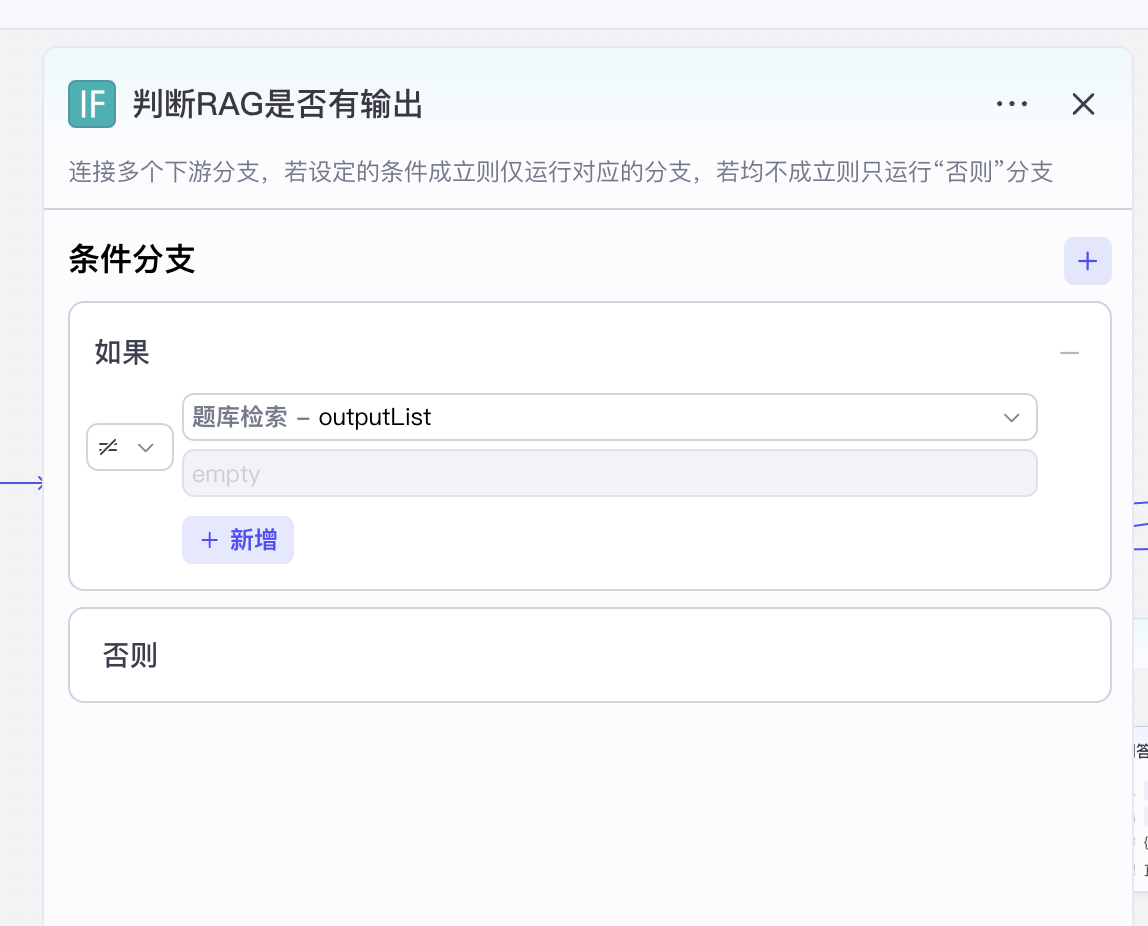 IF 判断RAG是否有输出
连接多个下游分支，若设定的条件成立则仅运行对应的分支，若均不成立则只运行“否则”分支
条件分支
如果
题库检索 – outputList
≠
empty
+ 新增
否则
答
{